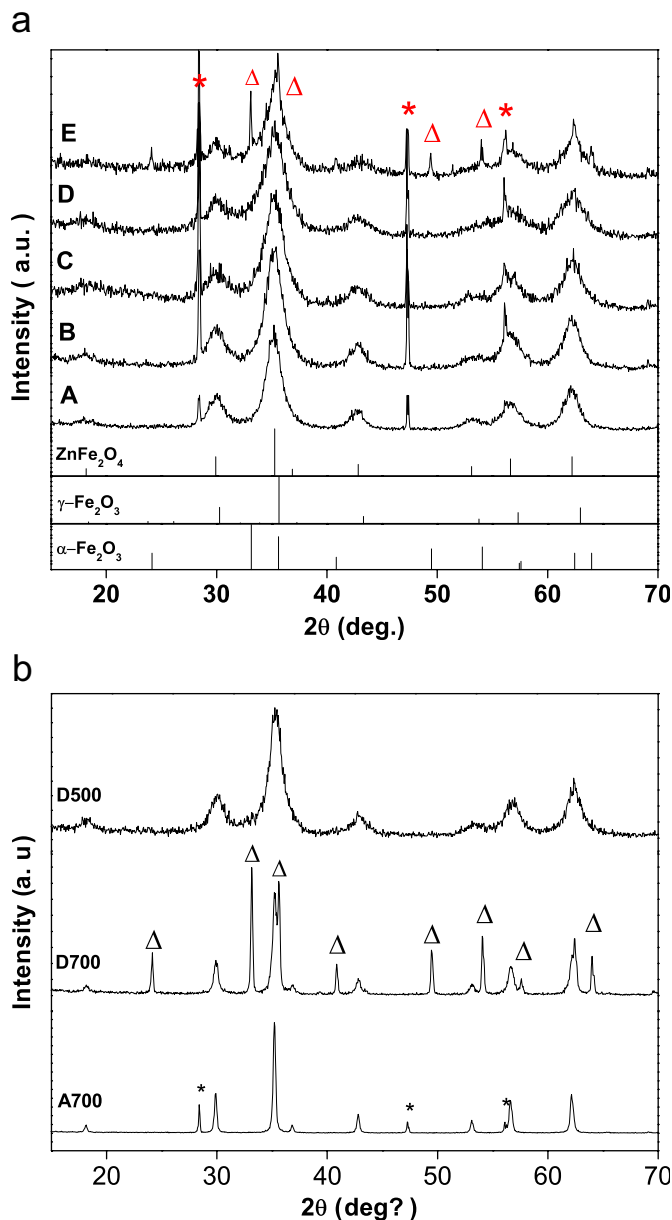 a
* Δ Δ * Δ Δ *
E
D
C
B
A
ZnFe₂O₄
γ–Fe₂O₃
α–Fe₂O₃
Intensity ( a.u.)
20 30 40 50 60 70
2θ (deg.)
b
D500
Δ Δ Δ Δ Δ Δ Δ Δ
D700
* * *
A700
Intensity (a. u)
20 30 40 50 60 70
2θ (deg?)